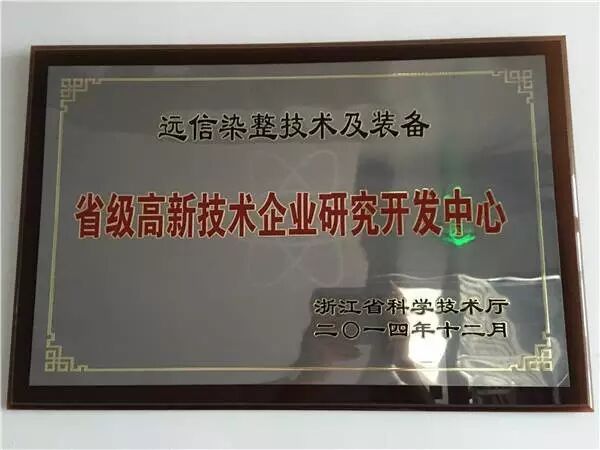 远信染整技术及装备
省级高新技术企业研究开发中心
浙江省科学技术厅
二〇一四年十二月